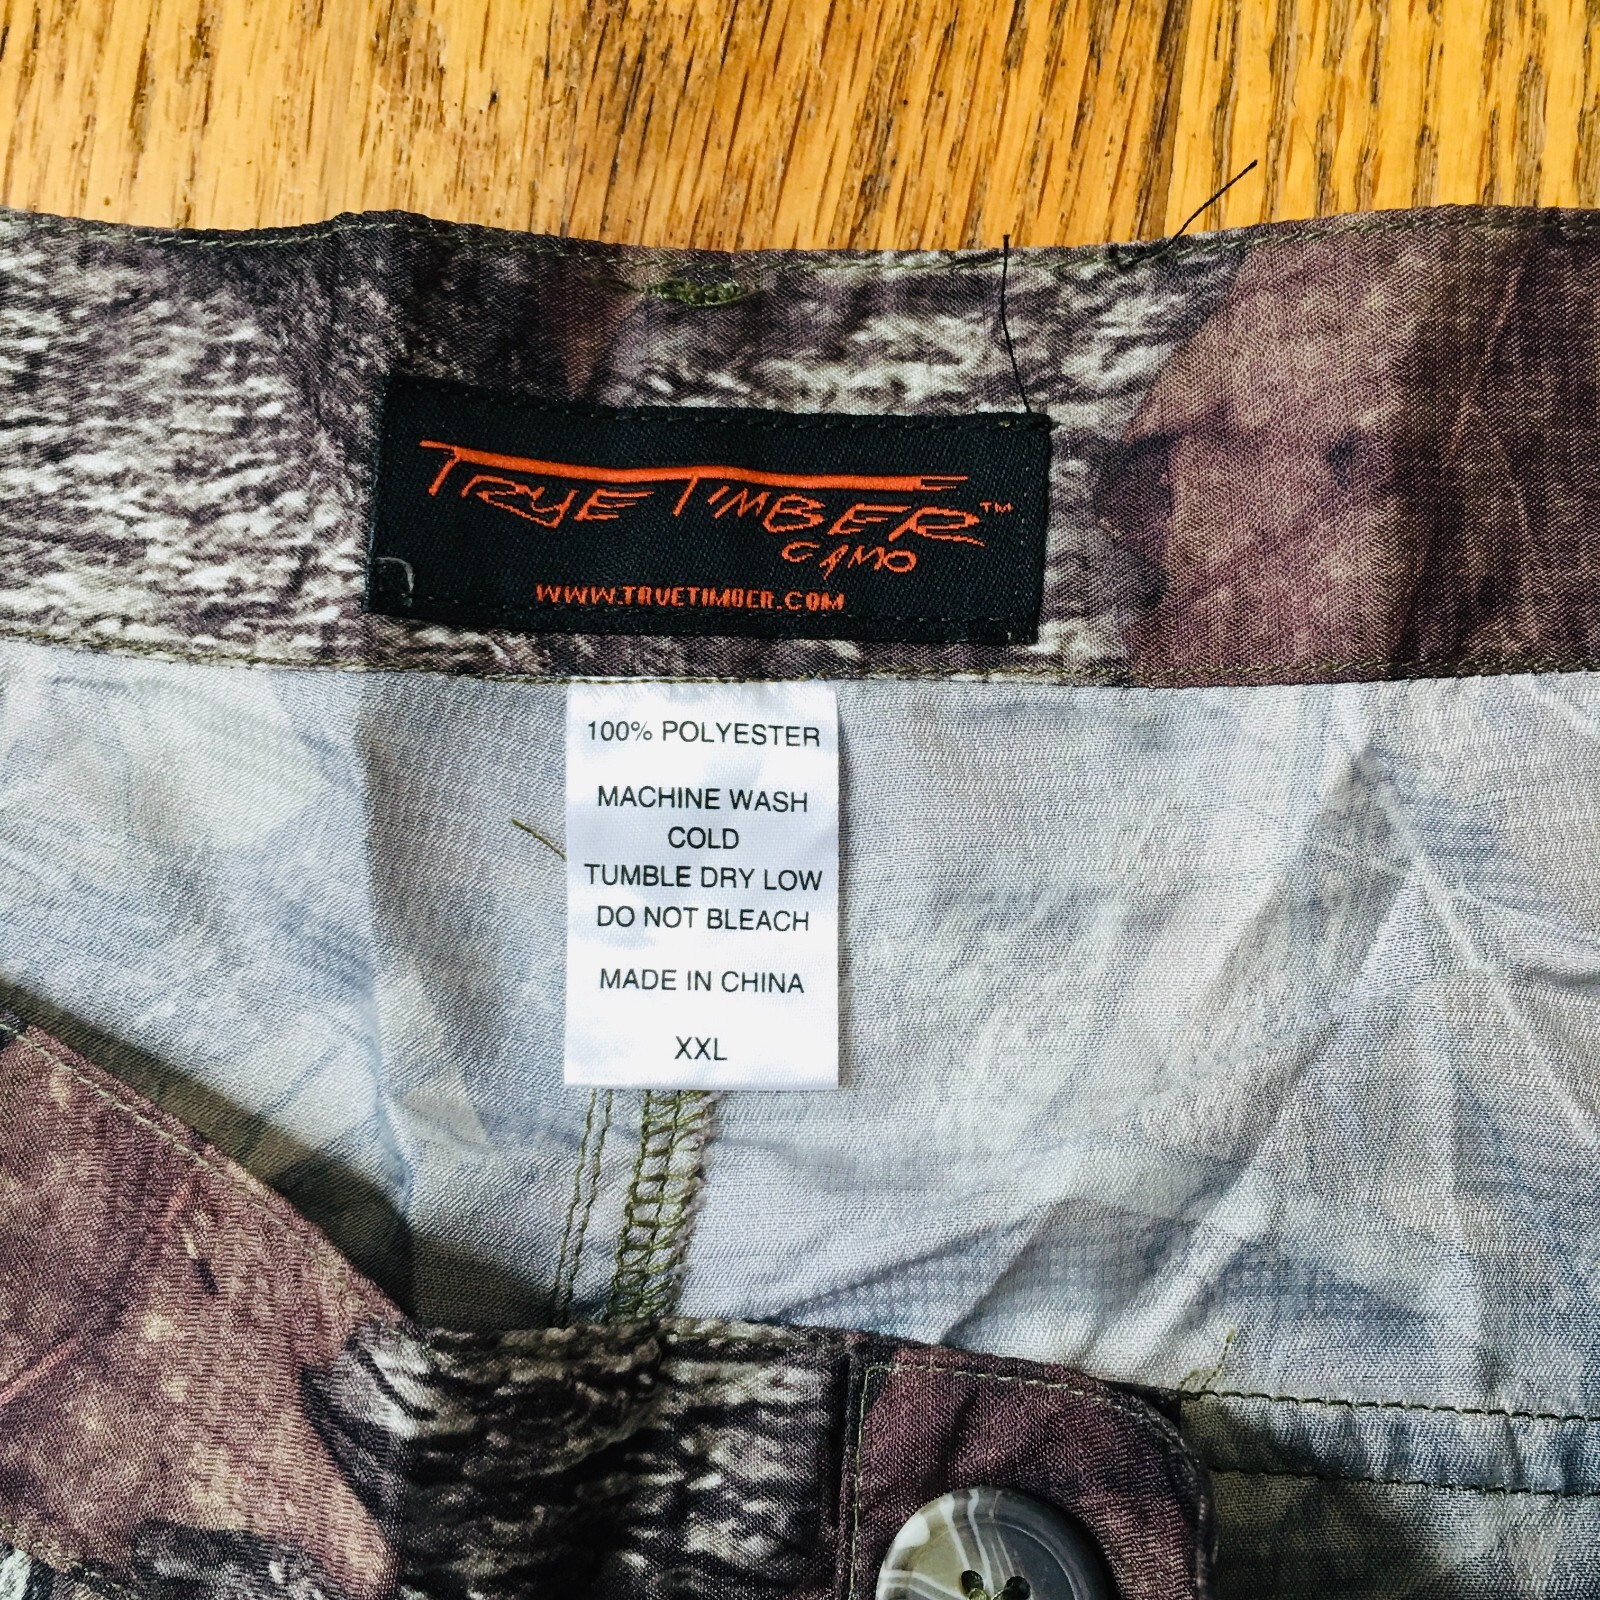 TRUE TIMBER™
CAMO
WWW.TRUETIMBER.COM
100% POLYESTER
MACHINE WASH
COLD
TUMBLE DRY LOW
DO NOT BLEACH
MADE IN CHINA
XXL